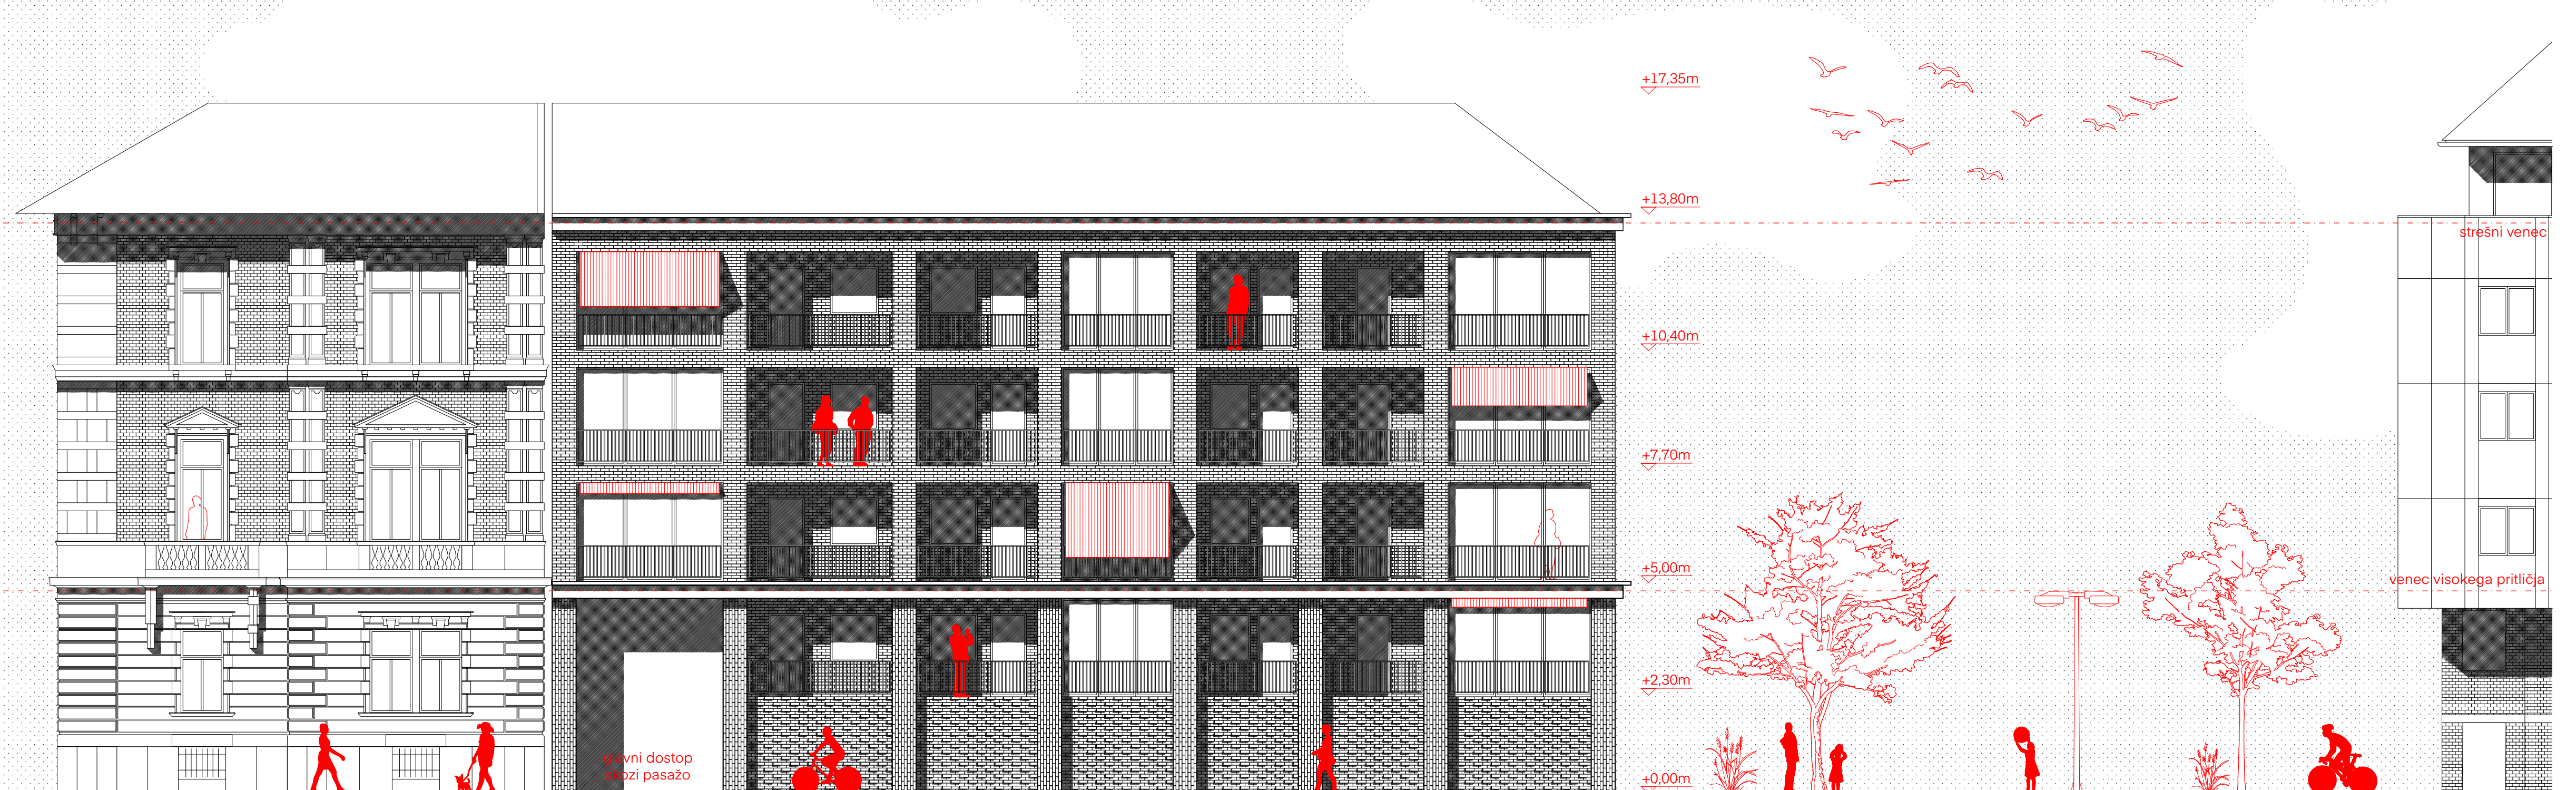 +17,35m
+13,80m
strešni venec
+10,40m
+7,70m
+5,00m
venec visokega pritličja
+2,30m
glavni dostop
skozi pasažo
+0,00m